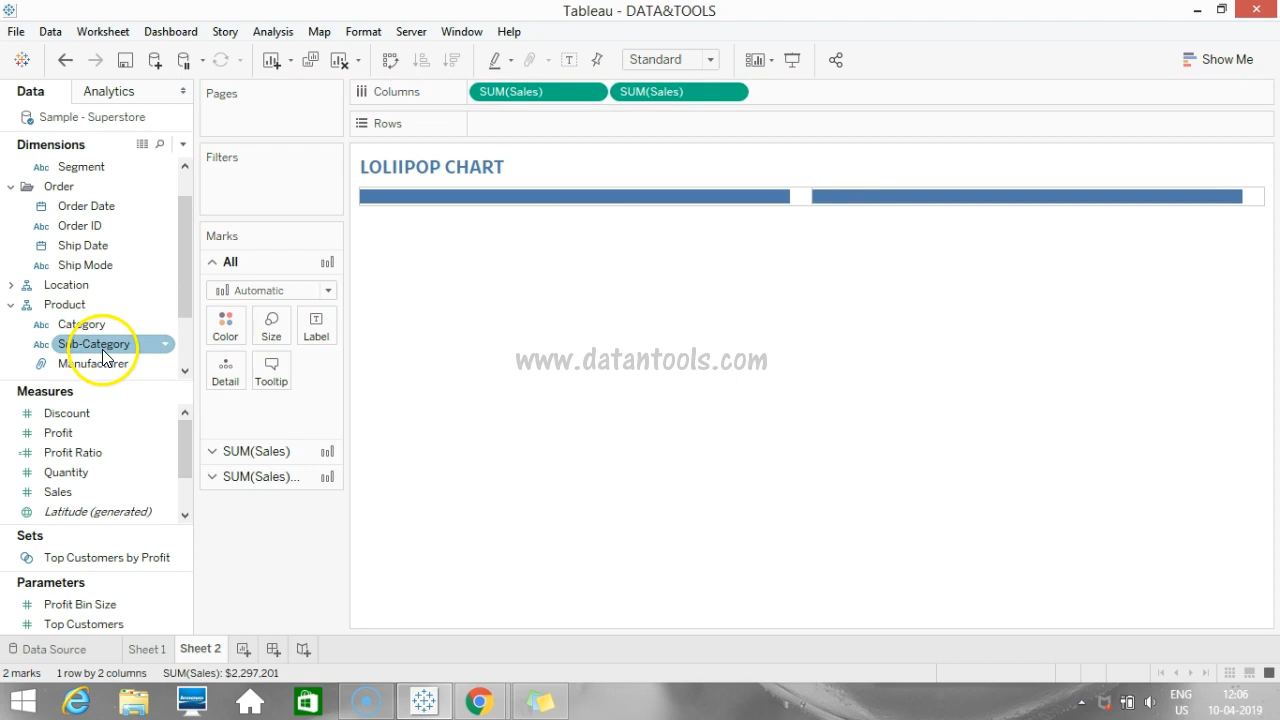 Tableau - DATA&TOOLS
File Data Worksheet Dashboard Story Analysis Map Format Server Window Help
Standard
Show Me
Data Analytics
Pages
Columns SUM(Sales) SUM(Sales)
Sample - Superstore
Rows
Dimensions
Filters
Segment
LOLIIPOP CHART
Order
Order Date
Order ID
Ship Date
Ship Mode
Location
Product
Category
Sub-Category
Manufacturer
Marks
All
Automatic
Color Size Label
Detail Tooltip
SUM(Sales)
SUM(Sales)...
www.datantools.com
Measures
Discount
Profit
Profit Ratio
Quantity
Sales
Latitude (generated)
Sets
Top Customers by Profit
Parameters
Profit Bin Size
Top Customers
Data Source Sheet 1 Sheet 2
2 marks 1 row by 2 columns SUM(Sales): $2,297.201
ENG
US
12:06
10-04-2019